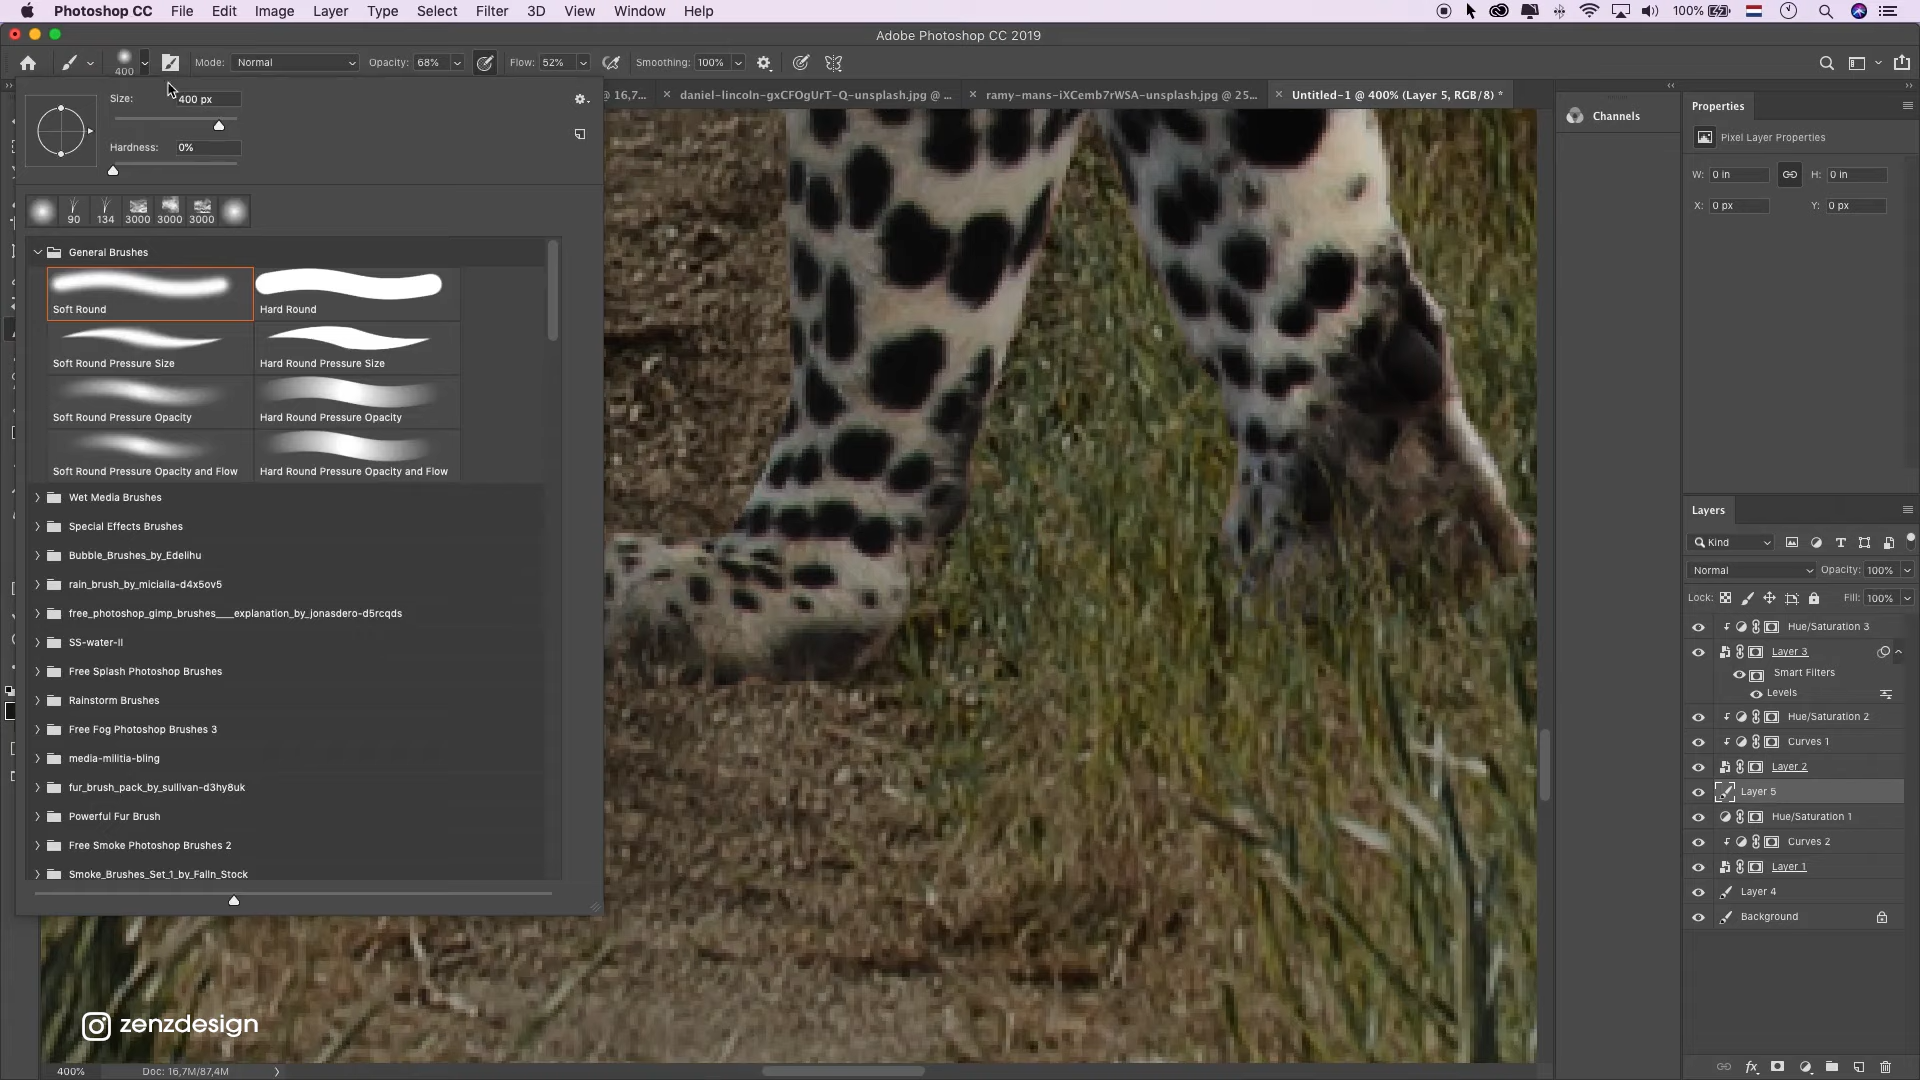 Photoshop CC File Edit Image Layer Type Select Filter 3D View Window Help 100%
Adobe Photoshop CC 2019
400 Mode: Normal Opacity: 68% Flow: 52% Smoothing: 100%
Size: 400 px
Hardness: 0%
90 134 3000 3000 3000
General Brushes
Soft Round Hard Round
Soft Round Pressure Size Hard Round Pressure Size
Soft Round Pressure Opacity Hard Round Pressure Opacity
Soft Round Pressure Opacity and Flow Hard Round Pressure Opacity and Flow
Wet Media Brushes
Special Effects Brushes
Bubble_Brushes_by_Edelihu
rain_brush_by_micialla-d4x5ov5
free_photoshop_gimp_brushes___explanation_by_jonasdero-d5rcqds
SS-water-II
Free Splash Photoshop Brushes
Rainstorm Brushes
Free Fog Photoshop Brushes 3
media-militia-bling
fur_brush_pack_by_sullivan-d3hy8uk
Powerful Fur Brush
Free Smoke Photoshop Brushes 2
Smoke_Brushes_Set_1_by_Falln_Stock
@ 16,7... × daniel-lincoln-gxCFOgUrT-Q-unsplash.jpg @ ... × ramy-mans-iXCemb7rWSA-unsplash.jpg @ 25... × Untitled-1 @ 400% (Layer 5, RGB/8) *
Channels
Properties
Pixel Layer Properties
W: 0 in H: 0 in
X: 0 px Y: 0 px
Layers
Kind
Normal Opacity: 100%
Lock: Fill: 100%
Hue/Saturation 3
Layer 3
Smart Filters
Levels
Hue/Saturation 2
Curves 1
Layer 2
Layer 5
Hue/Saturation 1
Curves 2
Layer 1
Layer 4
Background
zenzdesign
400% Doc: 16,7M/87,4M